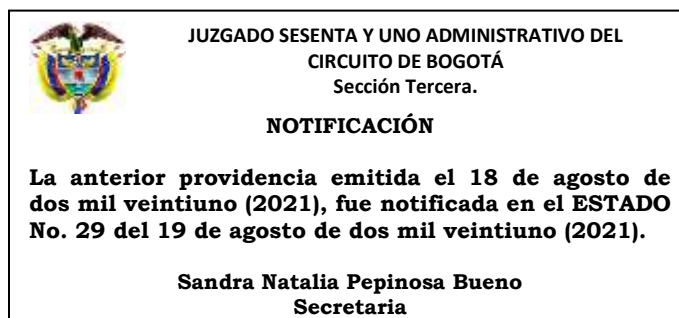 JUZGADO SESENTA Y UNO ADMINISTRATIVO DEL
CIRCUITO DE BOGOTÁ
Sección Tercera.
NOTIFICACIÓN
La anterior providencia emitida el 18 de agosto de
dos mil veintiuno (2021), fue notificada en el ESTADO
No. 29 del 19 de agosto de dos mil veintiuno (2021).
Sandra Natalia Pepinosa Bueno
Secretaria